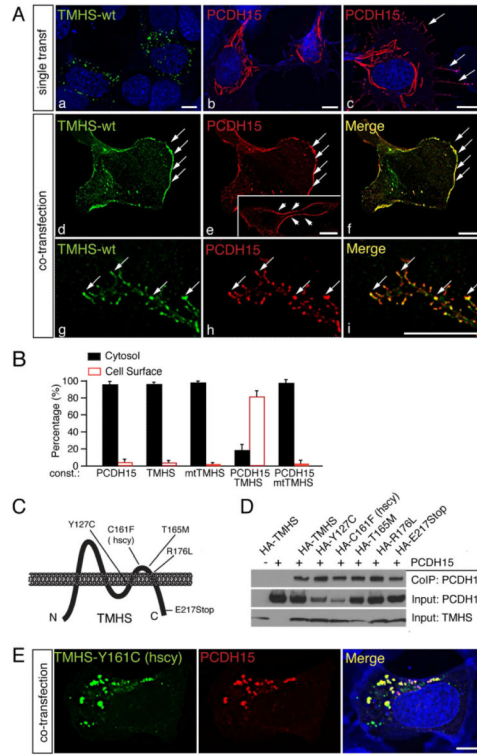 A
single transf
TMHS-wt
PCDH15
PCDH15
a
b
c
co-transfection
TMHS-wt
PCDH15
Merge
d
e
f
TMHS-wt
PCDH15
Merge
g
h
i
B
Cytosol
Cell Surface
Percentage (%)
100
80
60
40
20
0
const.:
PCDH15
TMHS
mtTMHS
PCDH15
TMHS
PCDH15
mtTMHS
C
Y127C
C161F
(hscy)
T165M
R176L
E217Stop
N
TMHS
C
D
HA-TMHS
HA-TMHS
HA-Y127C
HA-C161F (hscy)
HA-T165M
HA-R176L
HA-E217Stop
- + + + + + + + PCDH15
CoIP: PCDH1
Input: PCDH1
Input: TMHS
E
co-transfection
TMHS-Y161C (hscy)
PCDH15
Merge